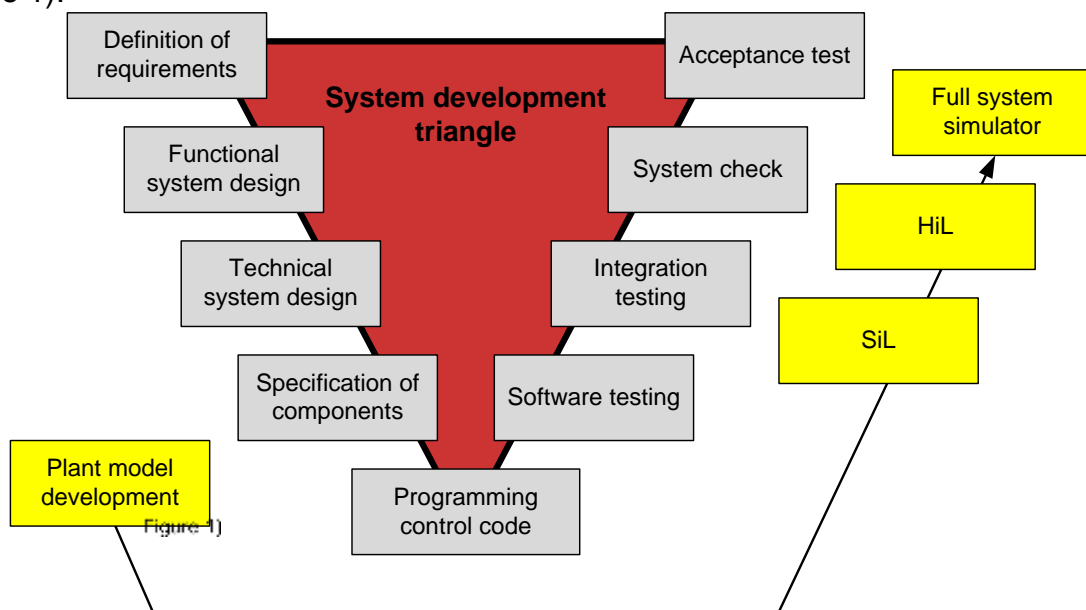 Definition of
requirements
Acceptance test
System development
triangle
Full system
simulator
Functional
system design
System check
HiL
Technical
system design
Integration
testing
SiL
Specification of
components
Software testing
Plant model
development
Programming
control code
Figure 1)